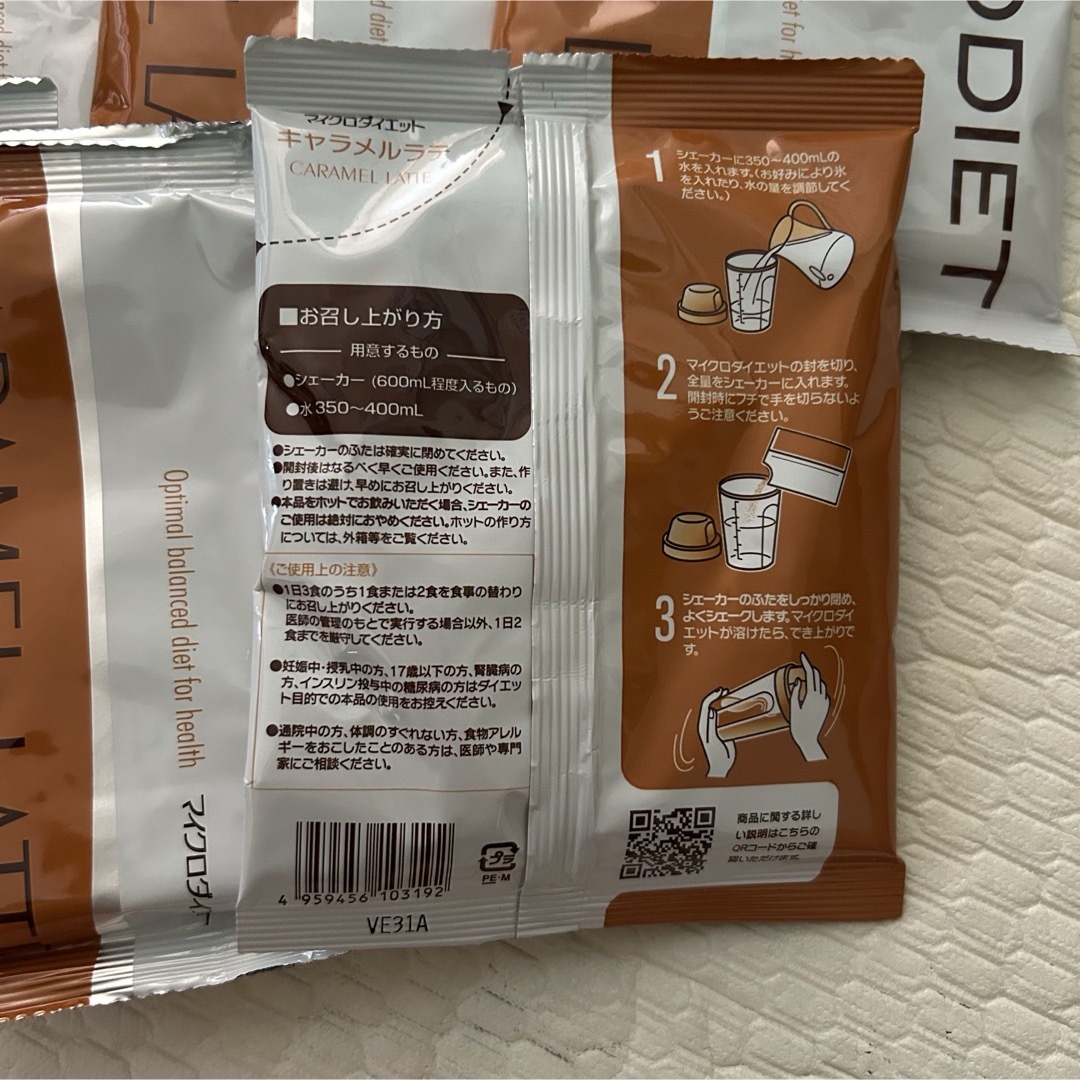 マイクロダイエット
キャラメルラテ
CARAMEL LATTE
■お召し上がり方
用意するもの
●シェーカー (600mL程度入るもの)
●水 350～400mL
●シェーカーのふたは確実に閉めてください。
●開封後はなるべく早くご使用ください。また、作
り置きは避け、早めにお召し上がりください。
●本品をホットでお飲みいただく場合、シェーカーの
ご使用は絶対におやめください。ホットの作り方
については、外箱等をご覧ください。
《ご使用上の注意》
●1日3食のうち1食または2食を食事の替わり
にお召し上がりください。
医師の管理のもとで実行する場合以外、1日2
食までを厳守してください。
●妊娠中・授乳中の方、17歳以下の方、腎臓病の
方、インスリン投与中の糖尿病の方はダイエッ
ト目的での本品の使用をお控えください。
●通院中の方、体調のすぐれない方、食物アレル
ギーをおこしたことのある方は、医師や専門
家にご相談ください。
4 959456 103192
プラ
PE・M
VE31A
1 シェーカーに350～400mLの
水を入れます。(お好みにより氷
を入れたり、水の量を調節してく
ださい。)
2 マイクロダイエットの封を切り、
全量をシェーカーに入れます。
開封時にフチで手を切らないよ
うご注意ください。
3 シェーカーのふたをしっかり閉め、
よくシェークします。マイクロダイ
エットが溶けたら、でき上がりで
す。
商品に関する詳し
い説明はこちらの
QRコードからご確
認いただけます。
Optimal balanced diet for health
マイクロダイエ
RAMEL LATTE
LA
diet for h
DIET